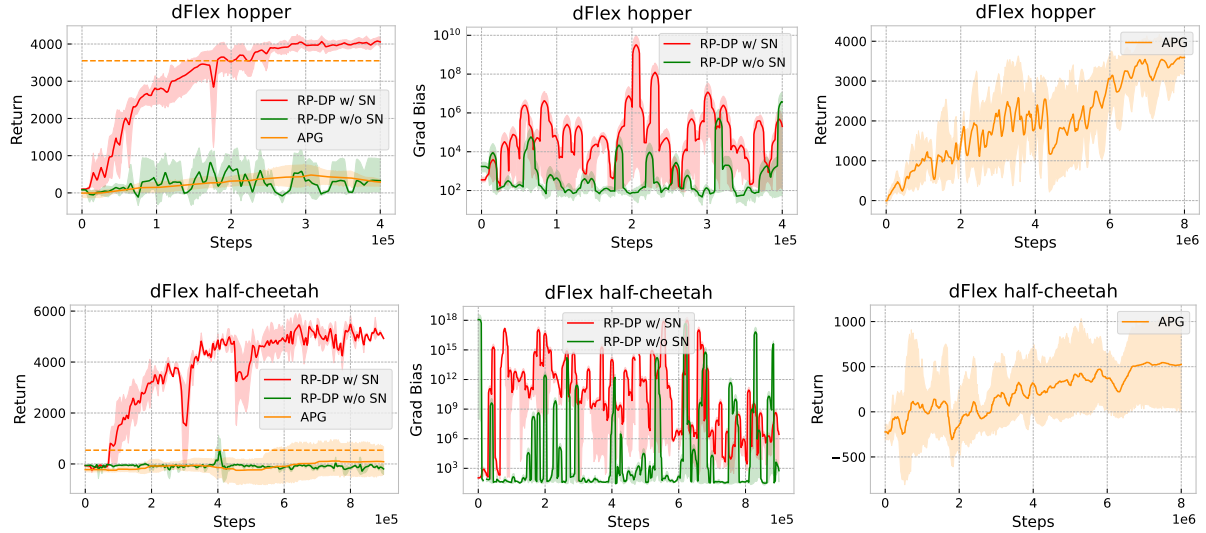 dFlex hopper
4000
3000
2000
1000
0
Return
RP-DP w/ SN
RP-DP w/o SN
APG
0
1
2
3
4
1e5
Steps
dFlex hopper
10^10
10^8
10^6
10^4
10^2
Grad Bias
RP-DP w/ SN
RP-DP w/o SN
0
1
2
3
4
1e5
Steps
dFlex hopper
4000
3000
2000
1000
0
Return
APG
0
2
4
6
8
1e6
Steps
dFlex half-cheetah
6000
4000
2000
0
Return
RP-DP w/ SN
RP-DP w/o SN
APG
0
2
4
6
8
1e5
Steps
dFlex half-cheetah
10^18
10^15
10^12
10^9
10^6
10^3
Grad Bias
RP-DP w/ SN
RP-DP w/o SN
0
2
4
6
8
1e5
Steps
dFlex half-cheetah
1000
500
0
−500
Return
APG
0
2
4
6
8
1e6
Steps